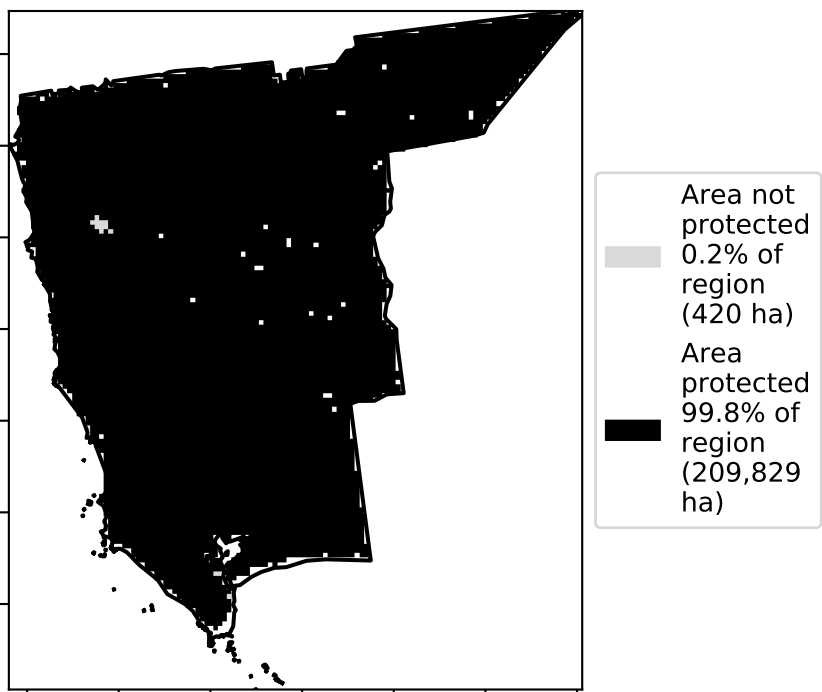 Area not
protected
0.2% of
region
(420 ha)
Area
protected
99.8% of
region
(209,829
ha)